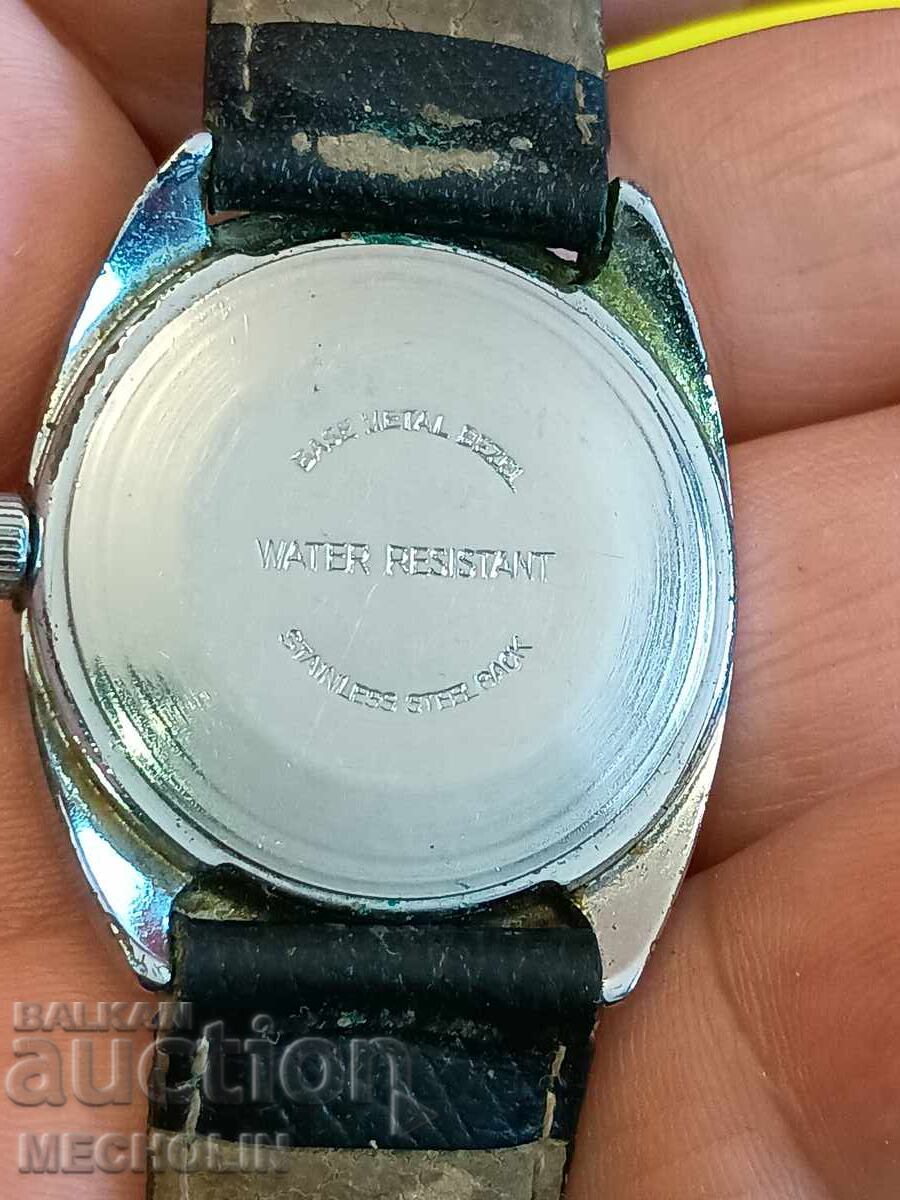 BASE METAL BEZEL
WATER RESISTANT
STAINLESS STEEL BACK
BALKAN
auction
MECHOLIN